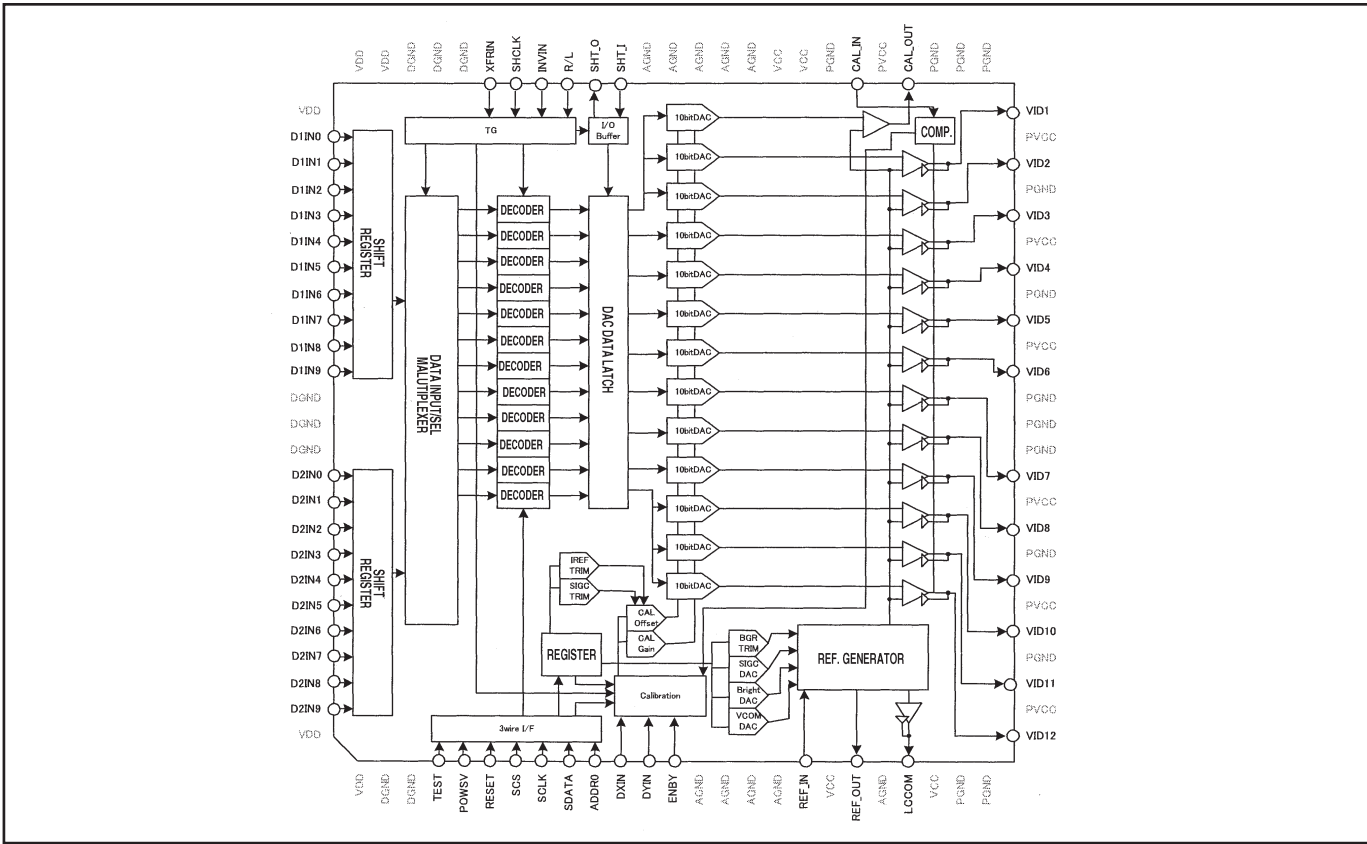 VDD
VDD
DGND
DGND
DGND
XFRIN
SHCLK
INVIN
R/L
SHT_O
SHT_I
AGND
AGND
AGND
AGND
VCC
VCC
PGND
CAL_IN
PVCC
CAL_OUT
PGND
PGND
PGND
VDD
D1IN0
D1IN1
D1IN2
D1IN3
D1IN4
D1IN5
D1IN6
D1IN7
D1IN8
D1IN9
DGND
DGND
DGND
D2IN0
D2IN1
D2IN2
D2IN3
D2IN4
D2IN5
D2IN6
D2IN7
D2IN8
D2IN9
VDD
SHIFT
REGISTER
SHIFT
REGISTER
TG
I/O
Buffer
DATA INPUT/SEL
MALUTIPLEXER
DECODER
DECODER
DECODER
DECODER
DECODER
DECODER
DECODER
DECODER
DECODER
DECODER
DECODER
DECODER
DAC DATA LATCH
10bitDAC
10bitDAC
10bitDAC
10bitDAC
10bitDAC
10bitDAC
10bitDAC
10bitDAC
10bitDAC
10bitDAC
10bitDAC
10bitDAC
10bitDAC
COMP.
IREF
TRIM
SIGC
TRIM
CAL
Offset
CAL
Gain
REGISTER
Calibration
3wire I/F
BGR
TRIM
SIGC
DAC
Bright
DAC
VCOM
DAC
REF. GENERATOR
VID1
PVCC
VID2
PGND
VID3
PVCC
VID4
PGND
VID5
PVCC
VID6
PGND
PGND
PGND
VID7
PVCC
VID8
PGND
VID9
PVCC
VID10
PGND
VID11
PVCC
VID12
VDD
DGND
DGND
TEST
POWSV
RESET
SCS
SCLK
SDATA
ADDR0
DXIN
DYIN
ENBY
AGND
AGND
AGND
AGND
REF_IN
VCC
REF_OUT
AGND
LCCOM
VCC
PGND
PGND